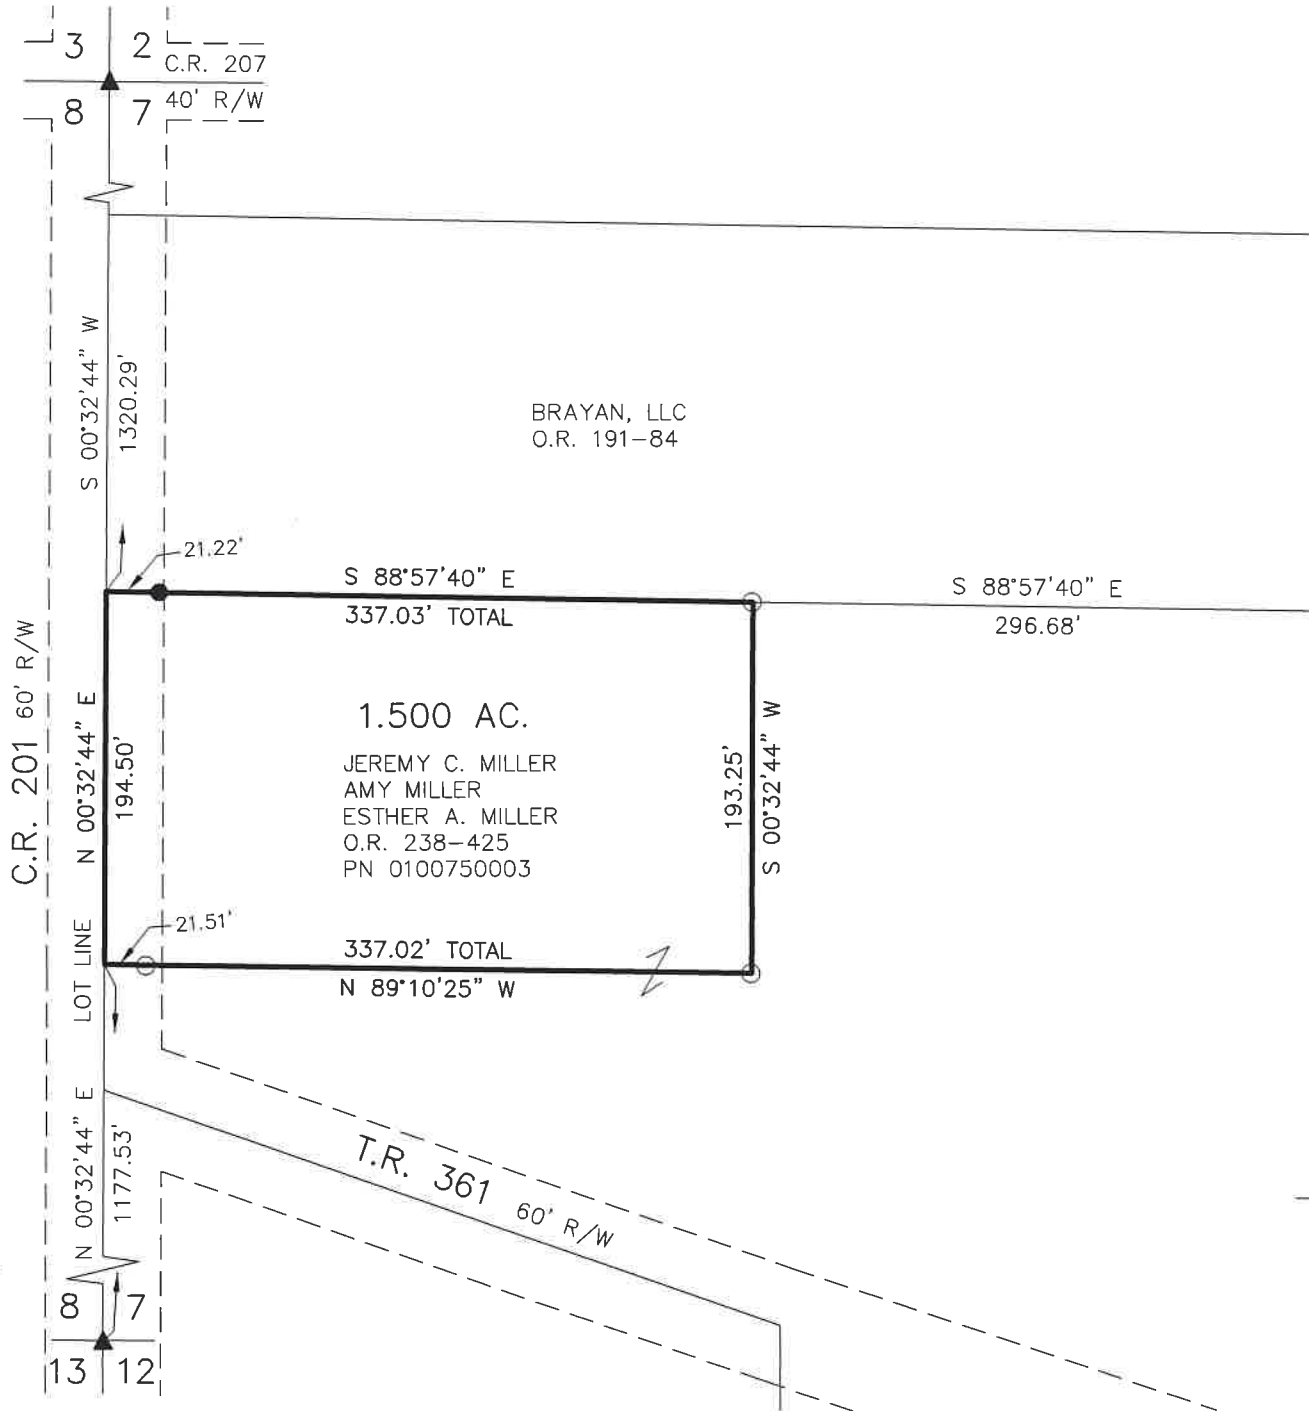 3 2
C.R. 207
8 7
40' R/W
S 00°32'44" W
1320.29'
BRAYAN, LLC
O.R. 191-84
21.22'
S 88°57'40" E
337.03' TOTAL
S 88°57'40" E
296.68'
C.R. 201 60' R/W
N 00°32'44" E
194.50'
1.500 AC.
JEREMY C. MILLER
AMY MILLER
ESTHER A. MILLER
O.R. 238-425
PN 0100750003
193.25'
S 00°32'44" W
LOT LINE
21.51'
337.02' TOTAL
N 89°10'25" W
N 00°32'44" E
1177.53'
T.R. 361 60' R/W
8 7
13 12